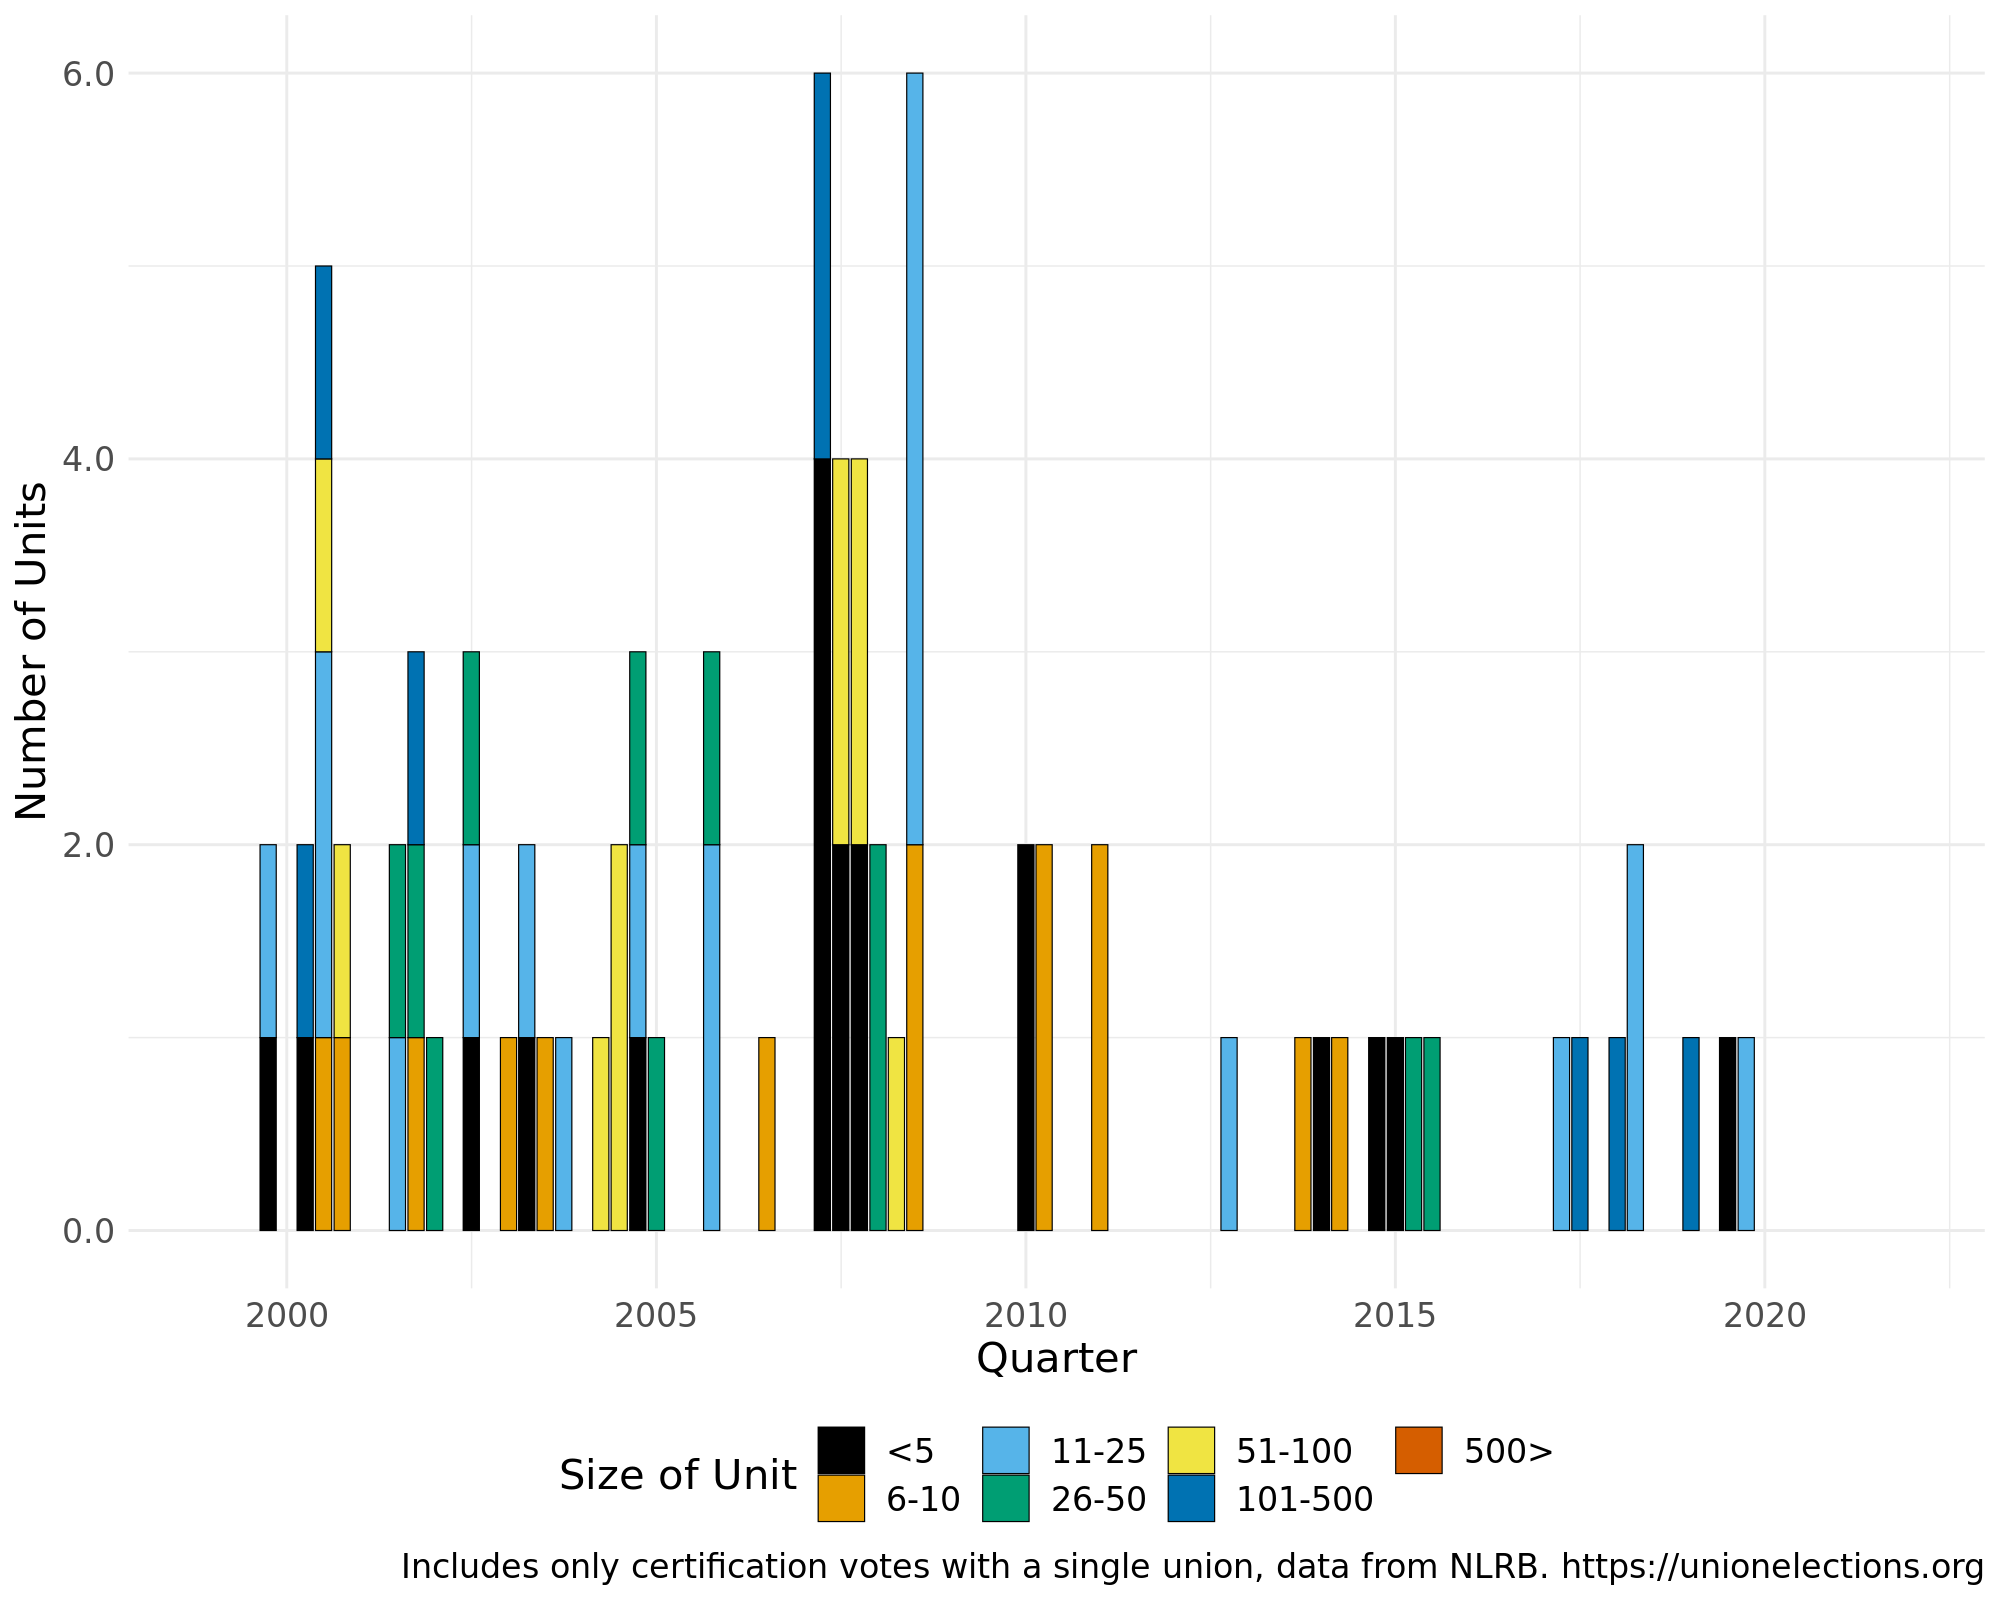 6.0
4.0
2.0
0.0
Number of Units
2000 2005 2010 2015 2020
Quarter
Size of Unit
<5 11-25 51-100 500>
6-10 26-50 101-500
Includes only certification votes with a single union, data from NLRB. https://unionelections.org